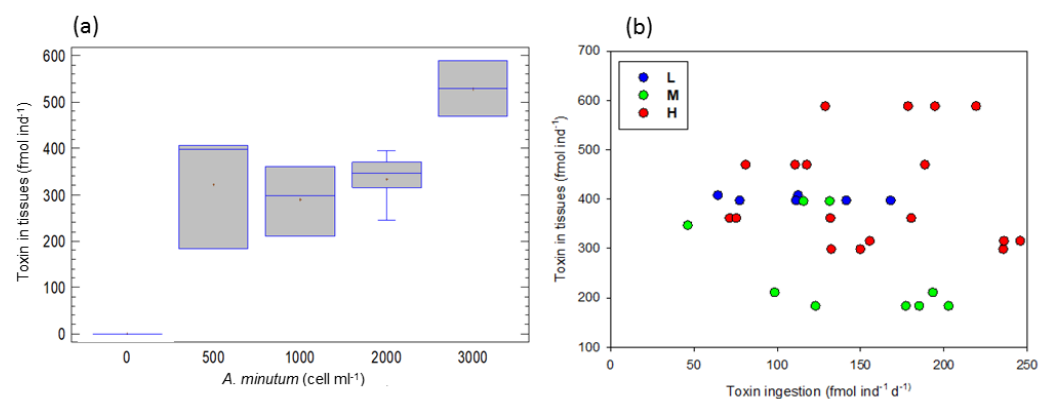 (a)
Toxin in tissues (fmol ind-1)
600
500
400
300
200
100
0
0 500 1000 2000 3000
A. minutum (cell ml-1)
(b)
Toxin in tissues (fmol ind-1)
700
600
500
400
300
200
100
L
M
H
0 50 100 150 200 250
Toxin ingestion (fmol ind-1 d-1)